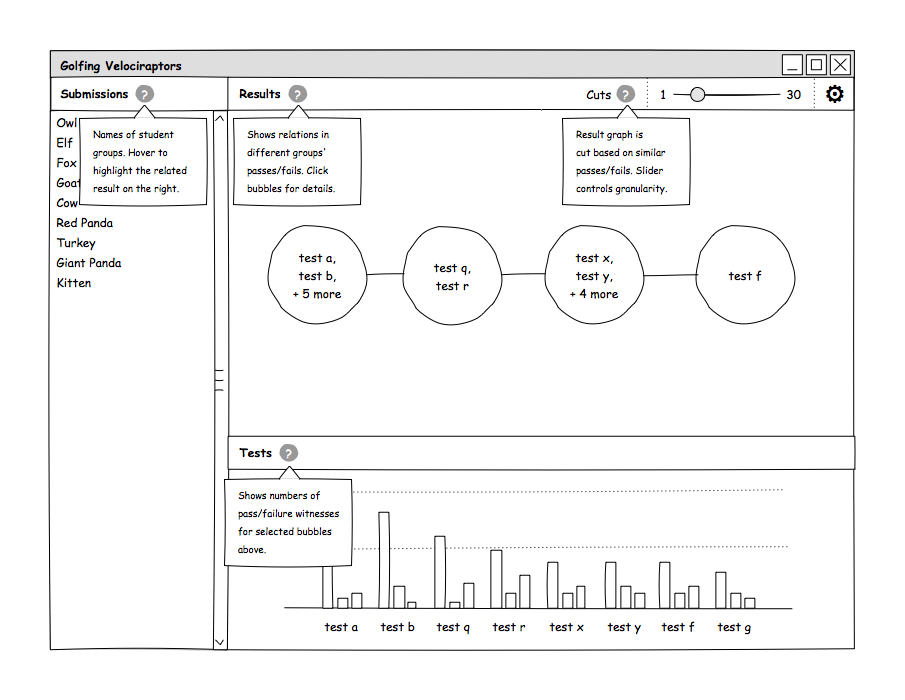 Golfing Velociraptors
Submissions ?
Results ?
Cuts ?
1
30
Owl
Elf
Fox
Goat
Cow
Red Panda
Turkey
Giant Panda
Kitten
Names of student
groups. Hover to
highlight the related
result on the right.
Shows relations in
different groups'
passes/fails. Click
bubbles for details.
Result graph is
cut based on similar
passes/fails. Slider
controls granularity.
test a,
test b,
+ 5 more
test q,
test r
test x,
test y,
+ 4 more
test f
Tests ?
Shows numbers of
pass/failure witnesses
for selected bubbles
above.
test a
test b
test q
test r
test x
test y
test f
test g